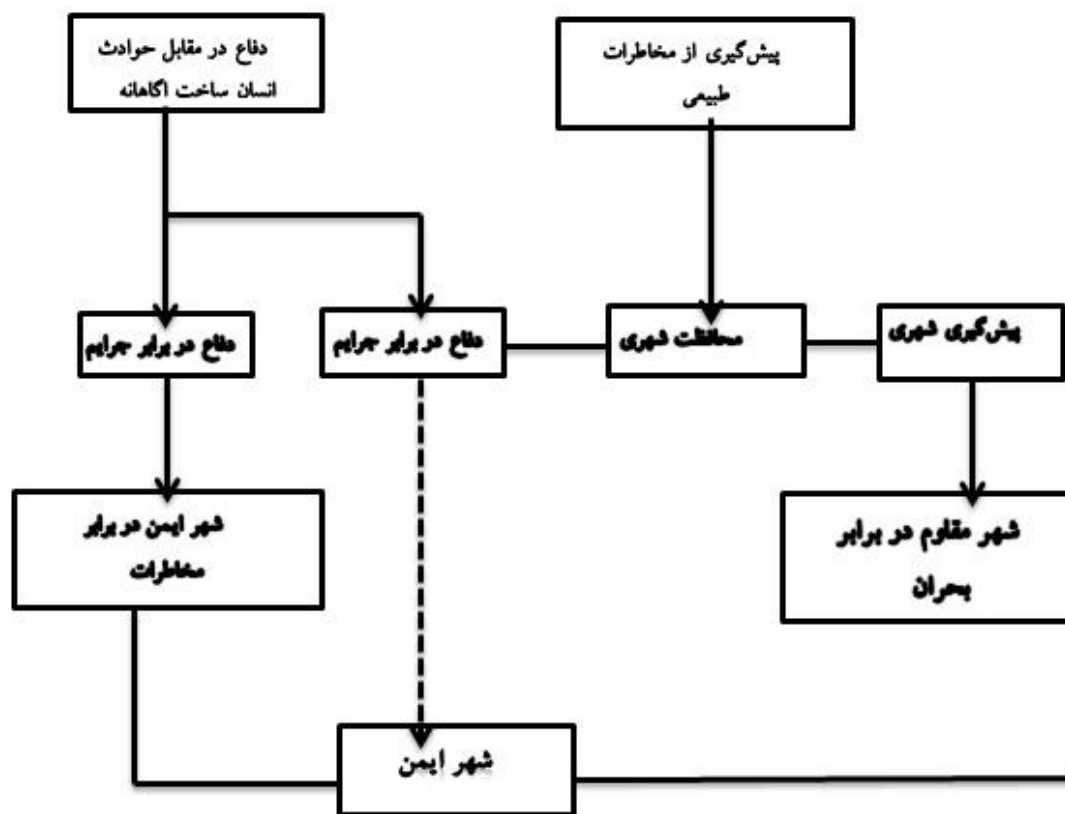 پیش‌گیری از مخاطرات
طبیعی
دفاع در مقابل حوادث
انسان ساخت اگاهانه
پیش‌گیری شهری
محافظت شهری
دفاع در برابر جرایم
دفاع در برابر جرایم
شهر مقاوم در برابر
بحران
شهر ایمن در برابر
مخاطرات
شهر ایمن